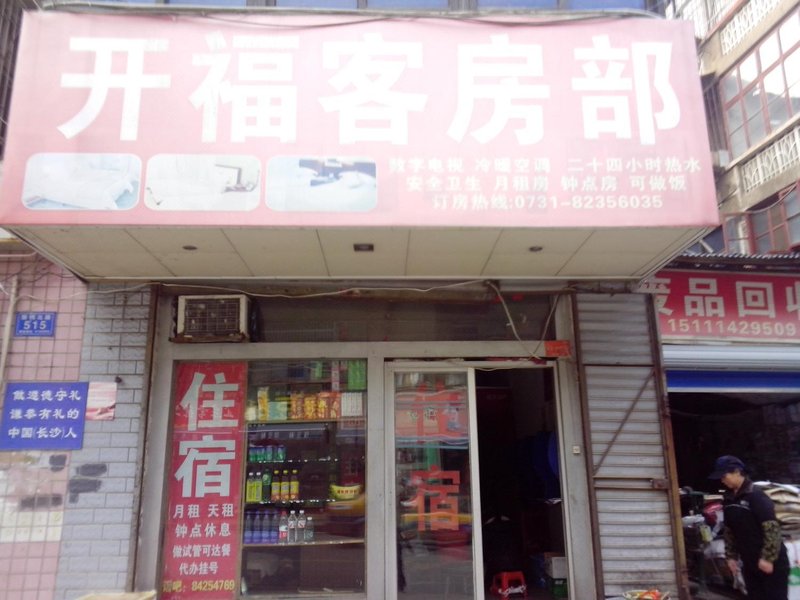 开福客房部
数字电视 冷暖空调 二十四小时热水
安全卫生 月租房 钟点房 可做饭
订房热线:0731-82356035
废品回收
15111429509
515
做道德守礼
谦恭有礼的
中国(长沙)人
住宿
月租 天租
钟点休息
做试管可达餐
代办挂号
84254769
住宿